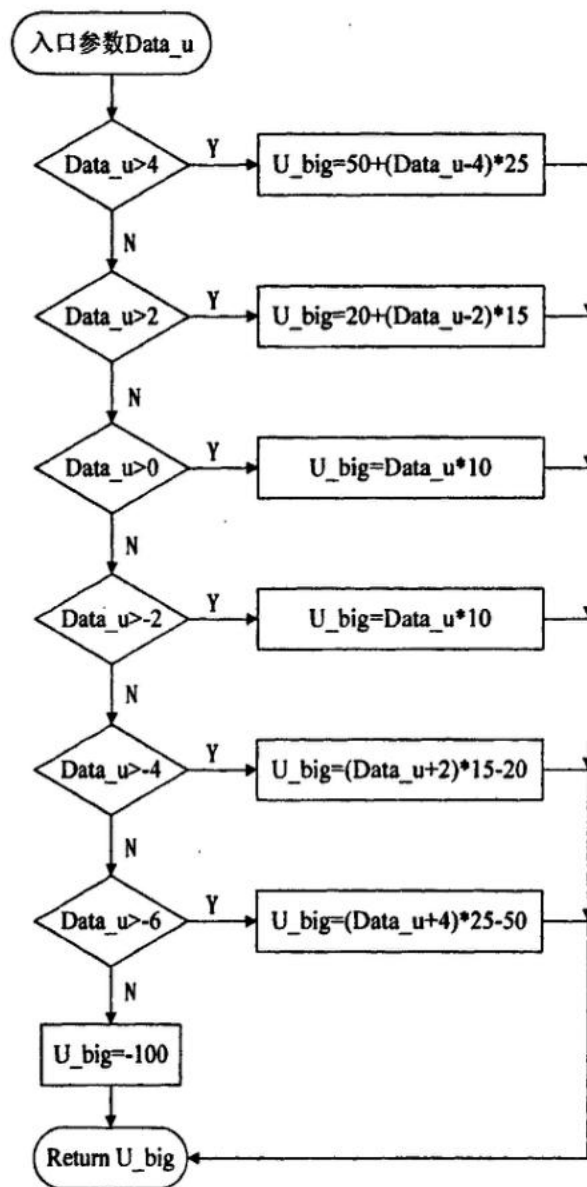 入口参数Data_u
Data_u>4
Y
U_big=50+(Data_u-4)*25
N
Data_u>2
Y
U_big=20+(Data_u-2)*15
N
Data_u>0
Y
U_big=Data_u*10
N
Data_u>-2
Y
U_big=Data_u*10
N
Data_u>-4
Y
U_big=(Data_u+2)*15-20
N
Data_u>-6
Y
U_big=(Data_u+4)*25-50
N
U_big=-100
Return U_big